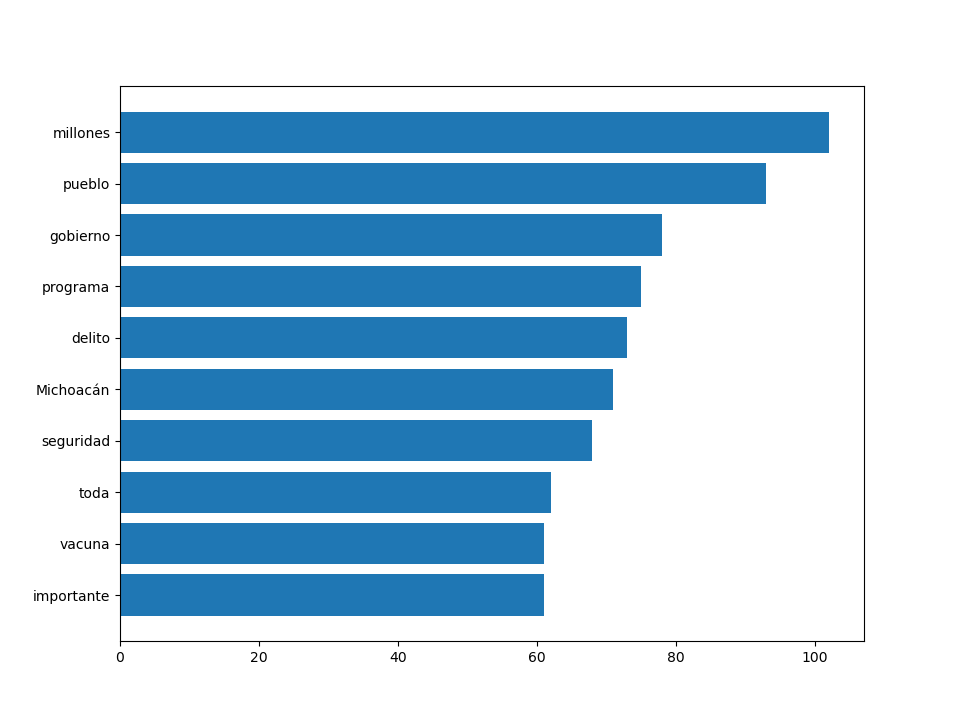 millones
pueblo
gobierno
programa
delito
Michoacán
seguridad
toda
vacuna
importante
0 20 40 60 80 100